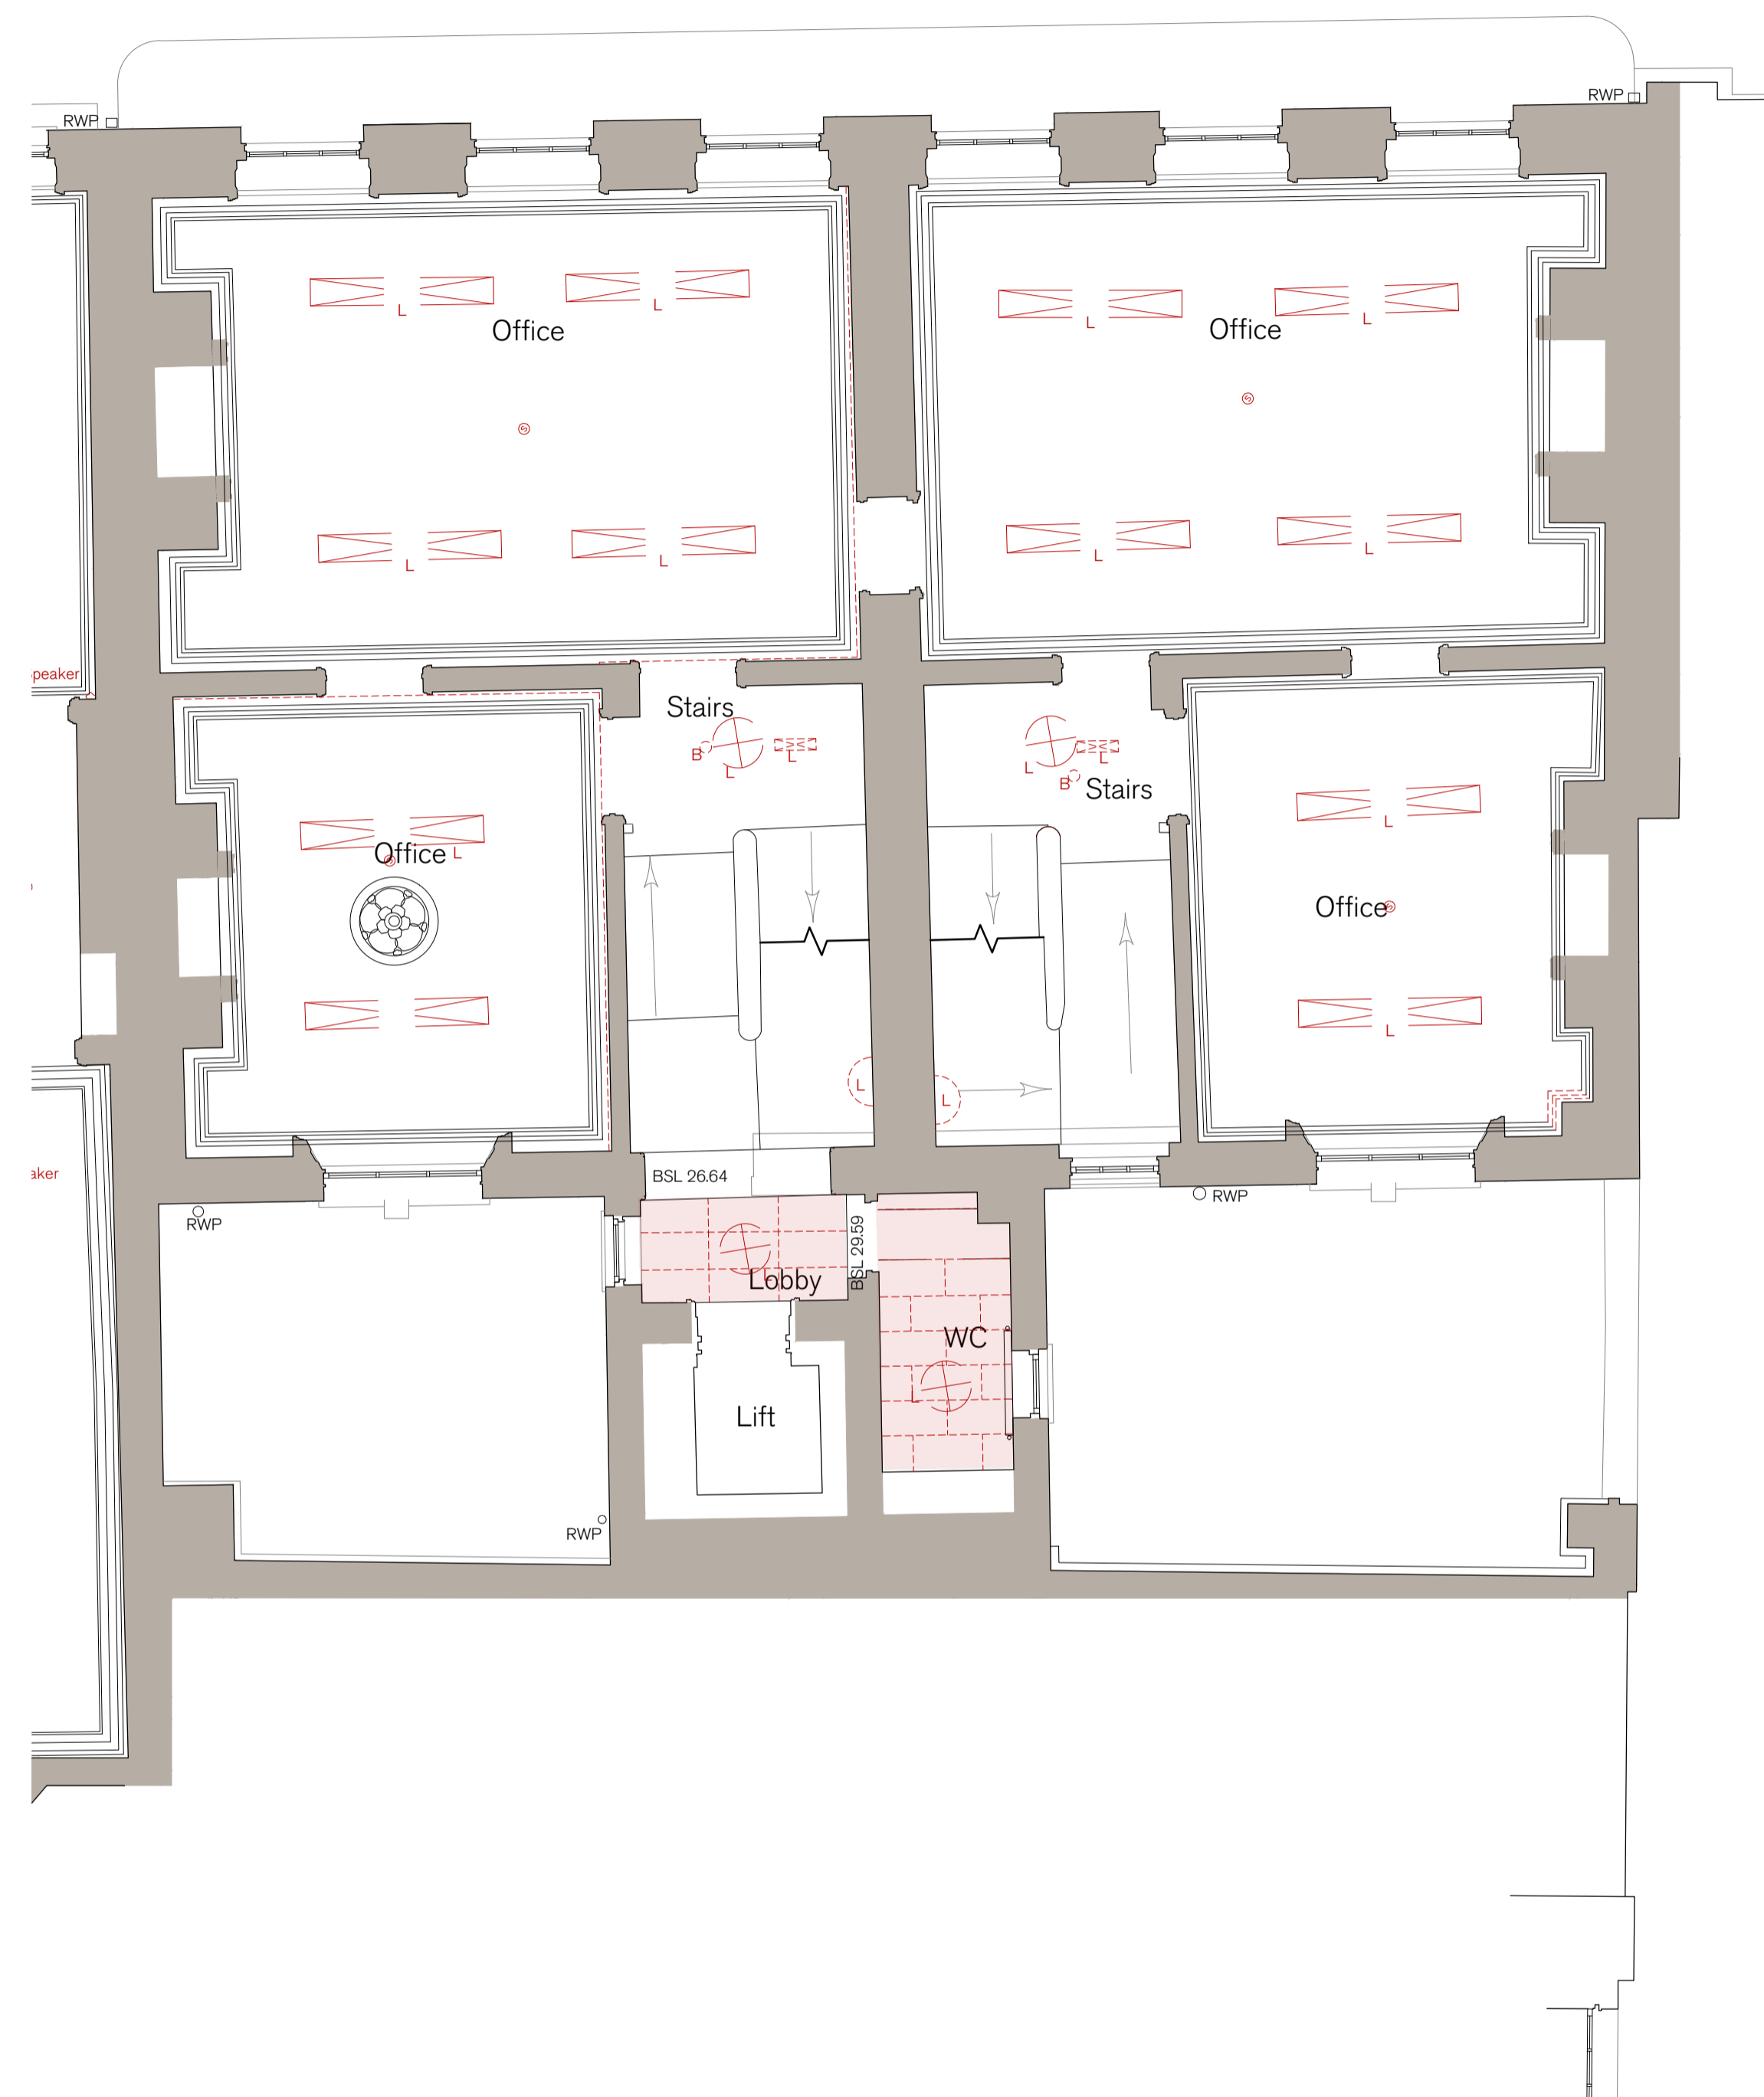 RWP
RWP
L
L
L
L
Office
Office
S
S
L
L
L
L
peaker
Stairs
B
L
L
L
L
B
Stairs
L
L
Office
S
Office
S
L
L
L
aker
BSL 26.64
RWP
RWP
BSL 29.59
L
Lobby
WC
L
Lift
RWP